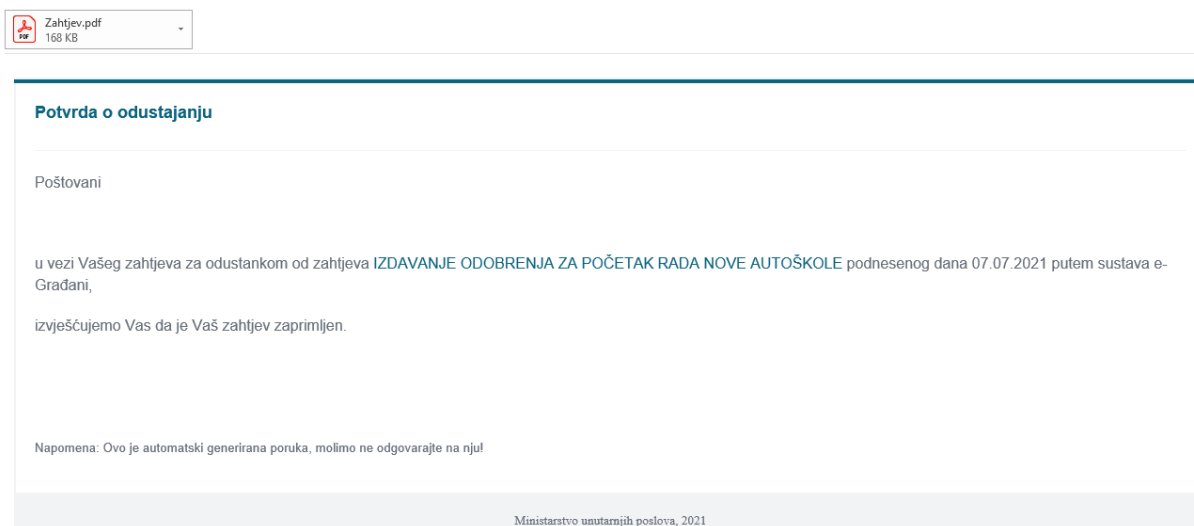 Zahtjev.pdf
168 KB
Potvrda o odustajanju
Poštovani
u vezi Vašeg zahtjeva za odustankom od zahtjeva IZDAVANJE ODOBRENJA ZA POČETAK RADA NOVE AUTOŠKOLE podnesenog dana 07.07.2021 putem sustava e-
Građani,
izvješćujemo Vas da je Vaš zahtjev zaprimljen.
Napomena: Ovo je automatski generirana poruka, molimo ne odgovarajte na nju!
Ministarstvo unutarnjih poslova, 2021